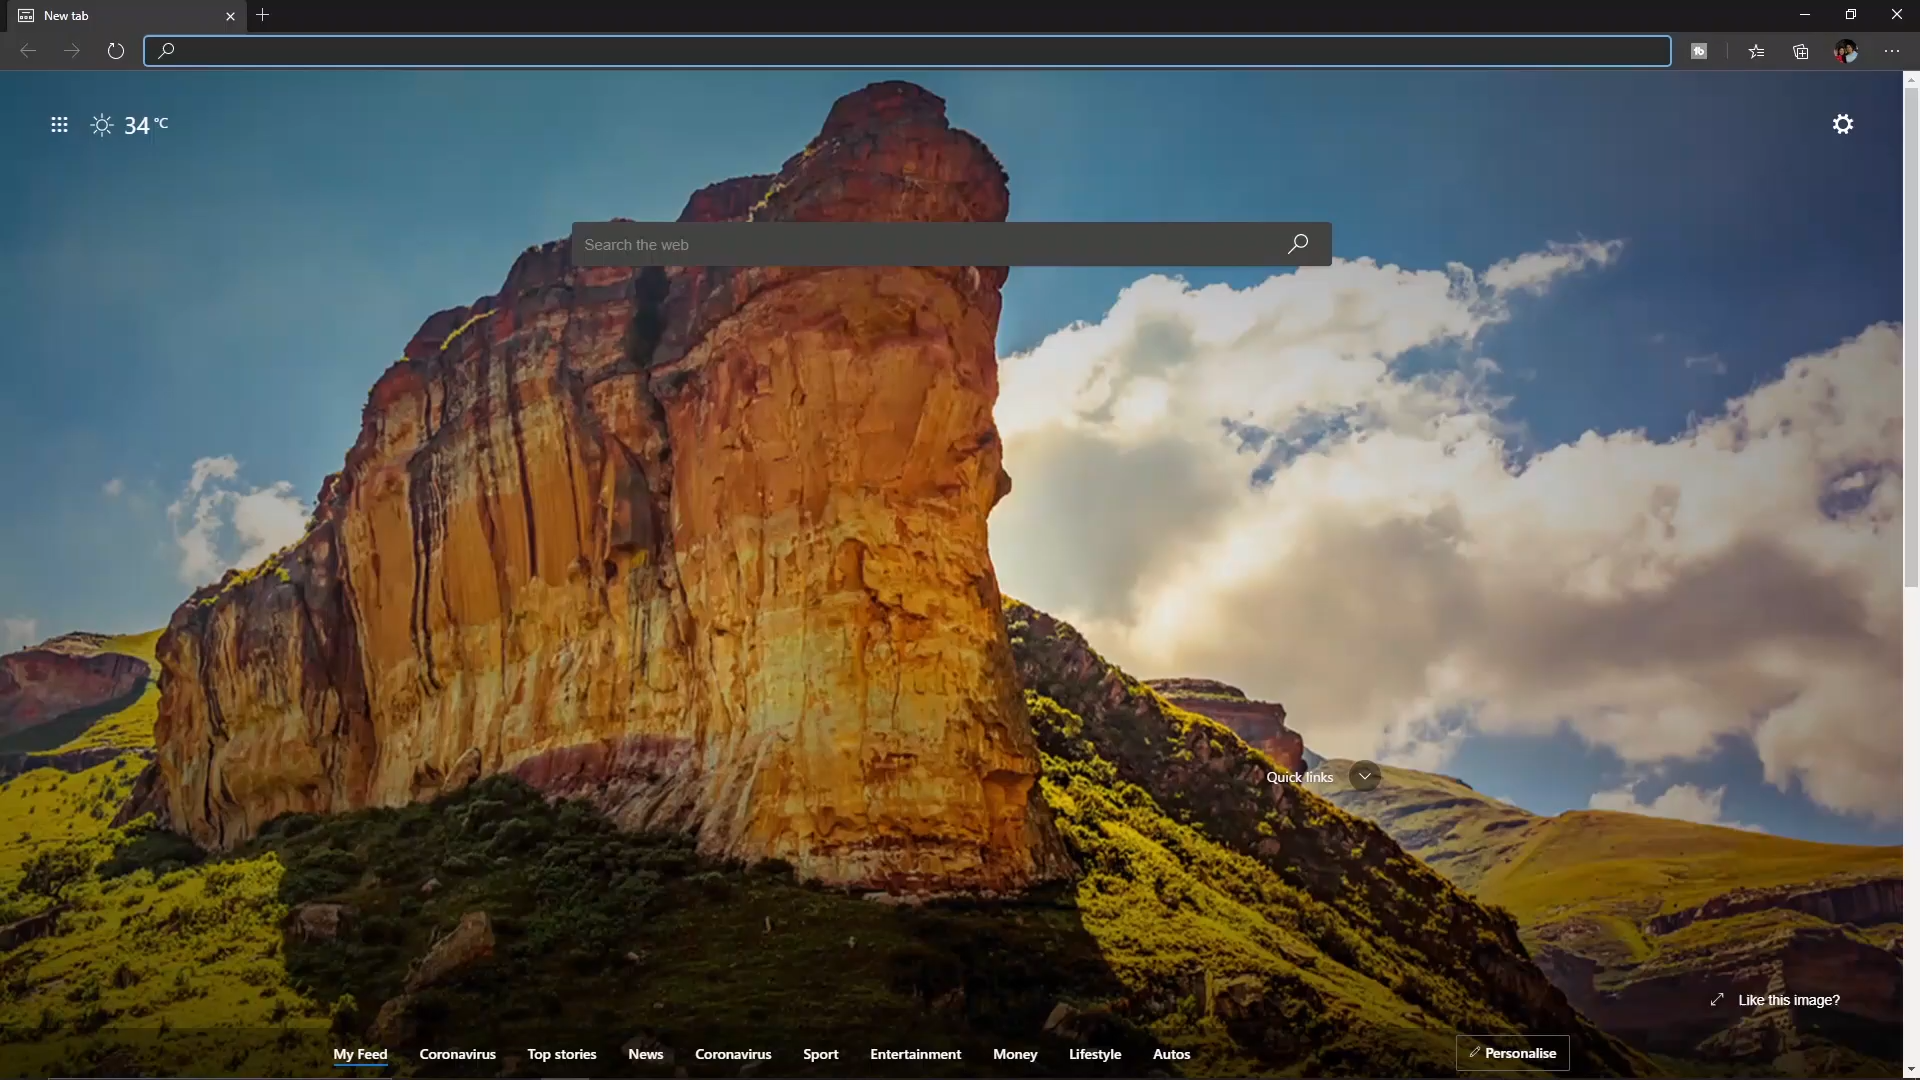 New tab
34 °C
Search the web
Quick links
Like this image?
My Feed Coronavirus Top stories News Coronavirus Sport Entertainment Money Lifestyle Autos
Personalise